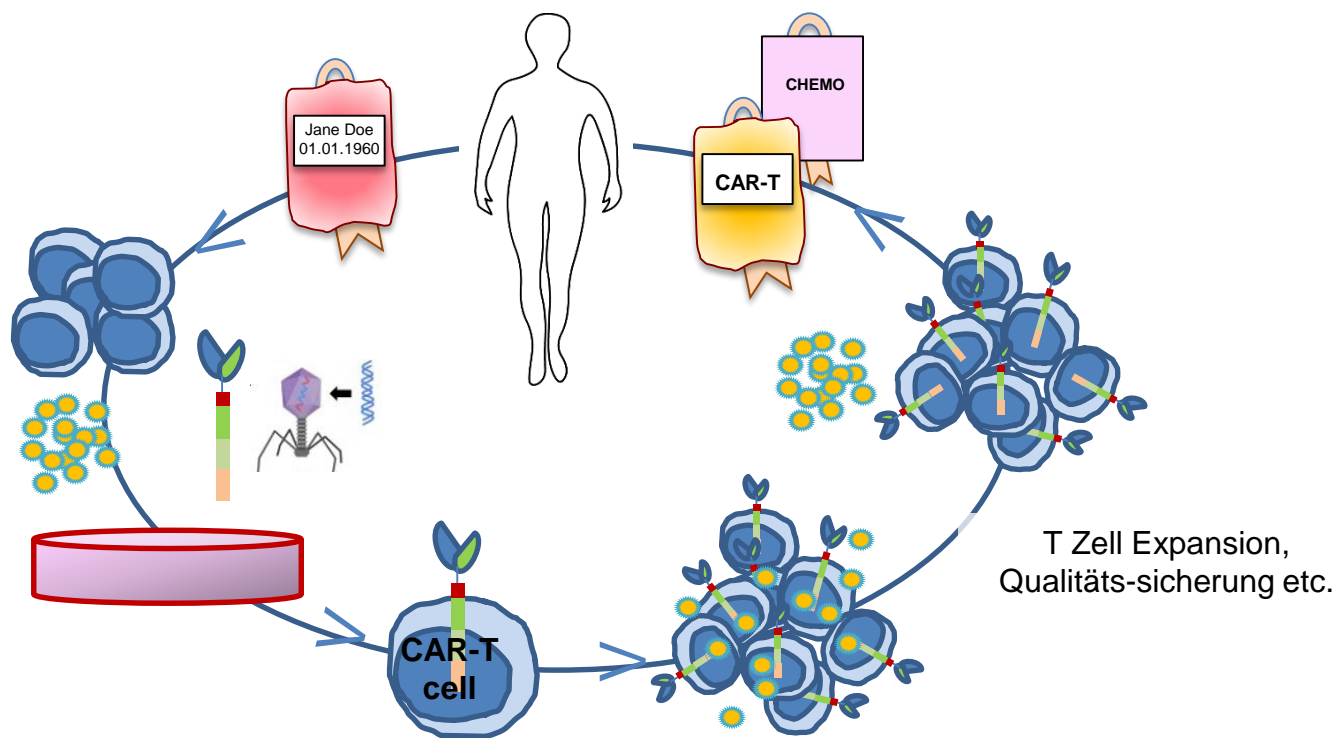 CHEMO
Jane Doe
01.01.1960
CAR-T
T Zell Expansion,
Qualitäts-sicherung etc.
CAR-T
cell